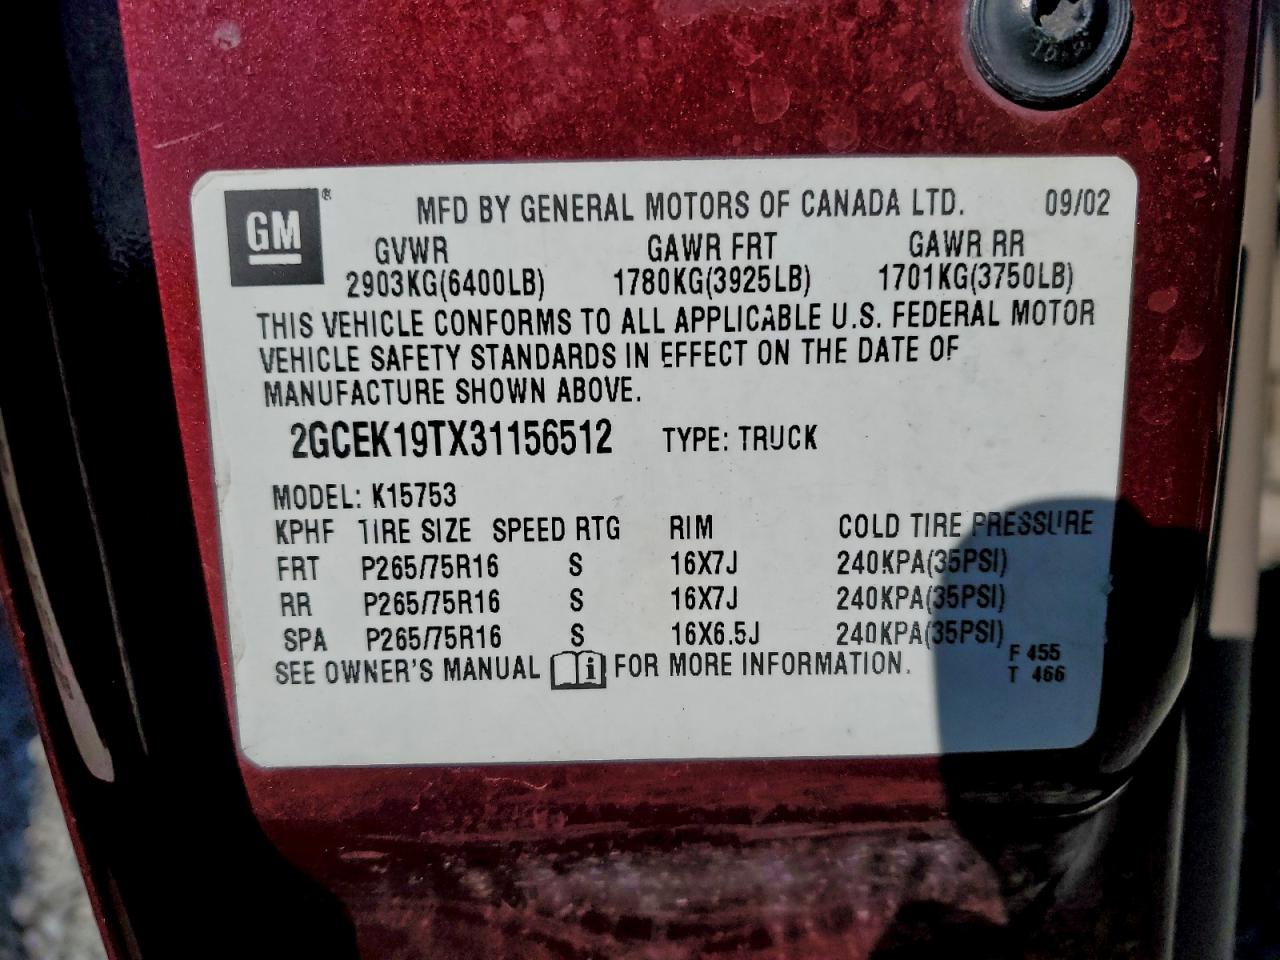 GM ® MFD BY GENERAL MOTORS OF CANADA LTD. 09/02
GVWR GAWR FRT GAWR RR
2903KG(6400LB) 1780KG(3925LB) 1701KG(3750LB)
THIS VEHICLE CONFORMS TO ALL APPLICABLE U.S. FEDERAL MOTOR
VEHICLE SAFETY STANDARDS IN EFFECT ON THE DATE OF
MANUFACTURE SHOWN ABOVE.
2GCEK19TX31156512 TYPE: TRUCK
MODEL: K15753
KPHF TIRE SIZE SPEED RTG RIM COLD TIRE PRESSURE
FRT P265/75R16 S 16X7J 240KPA(35PSI)
RR P265/75R16 S 16X7J 240KPA(35PSI)
SPA P265/75R16 S 16X6.5J 240KPA(35PSI)
SEE OWNER'S MANUAL i FOR MORE INFORMATION.
F 455
T 466